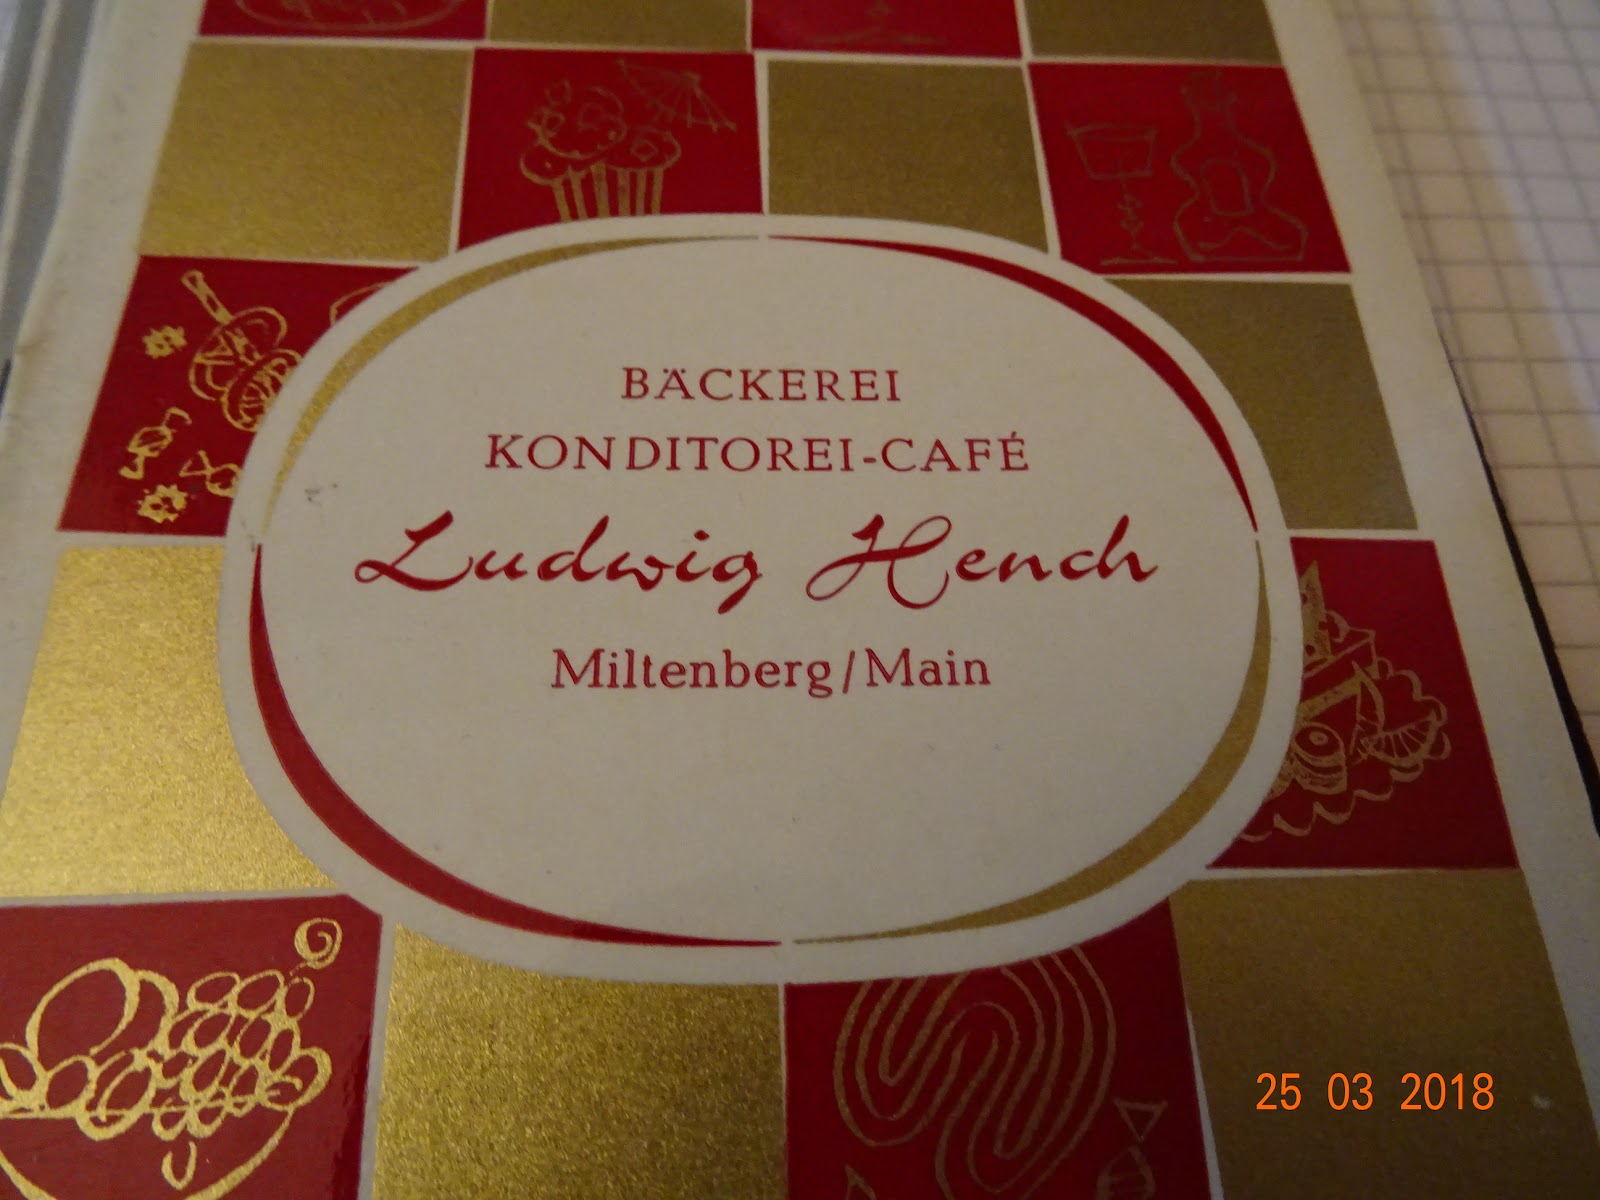 BÄCKEREI
KONDITOREI-CAFÉ
Ludwig Hench
Miltenberg/Main
25 03 2018